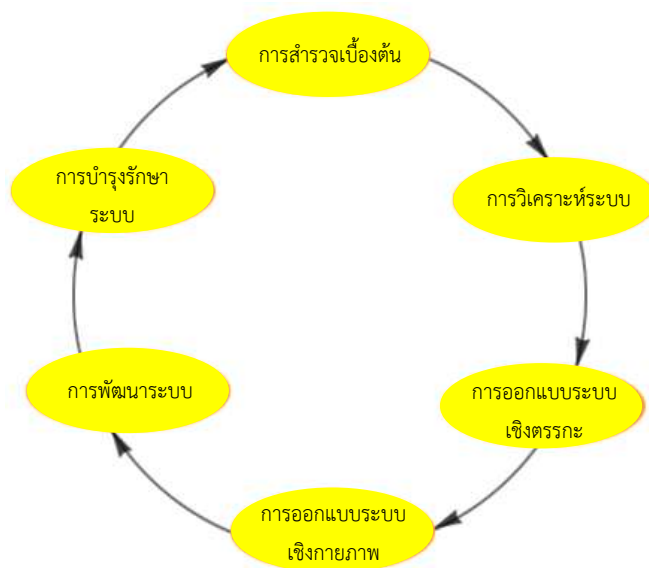 การสำรวจเบื้องต้น
การวิเคราะห์ระบบ
การออกแบบระบบ
เชิงตรรกะ
การออกแบบระบบ
เชิงกายภาพ
การพัฒนาระบบ
การบำรุงรักษา
ระบบ